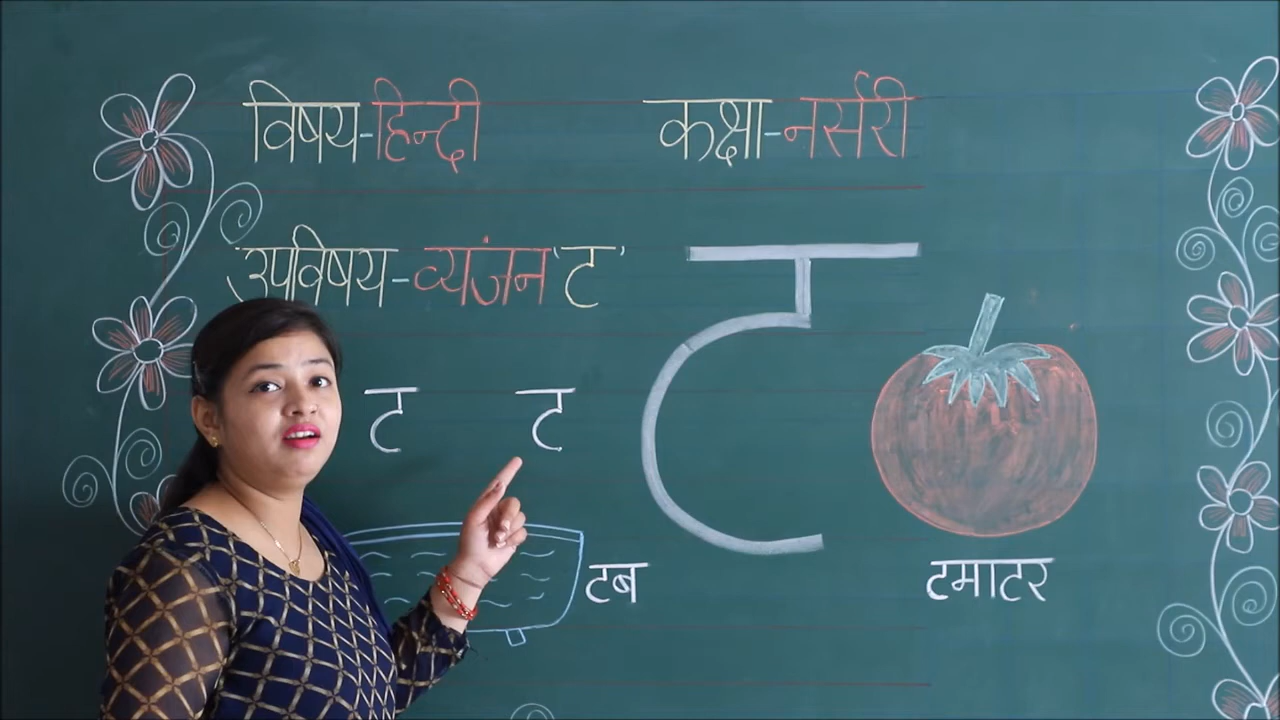 विषय-हिन्दी
कक्षा-नर्सरी
उपविषय-व्यंजन 'ट'
ट
ट
ट
टब
टमाटर